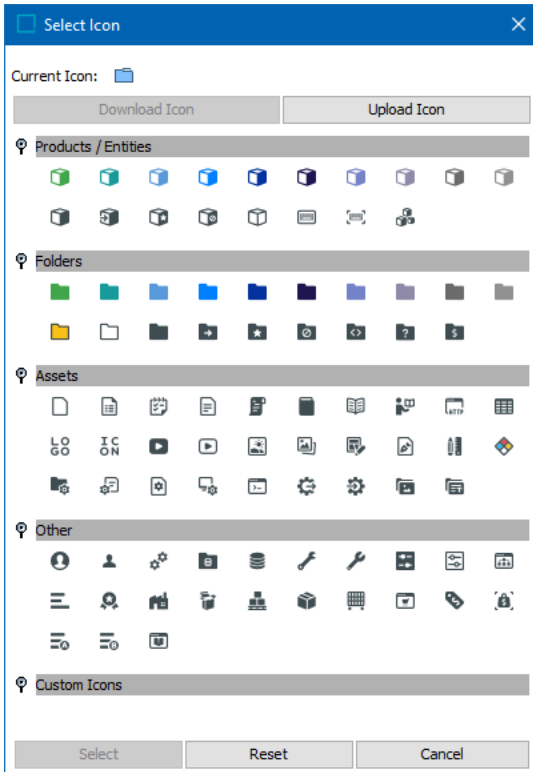 Select Icon
Current Icon:
Download Icon
Upload Icon
Products / Entities
Folders
Assets
HTTP
LO
GO
IC
ON
Other
Custom Icons
Select
Reset
Cancel